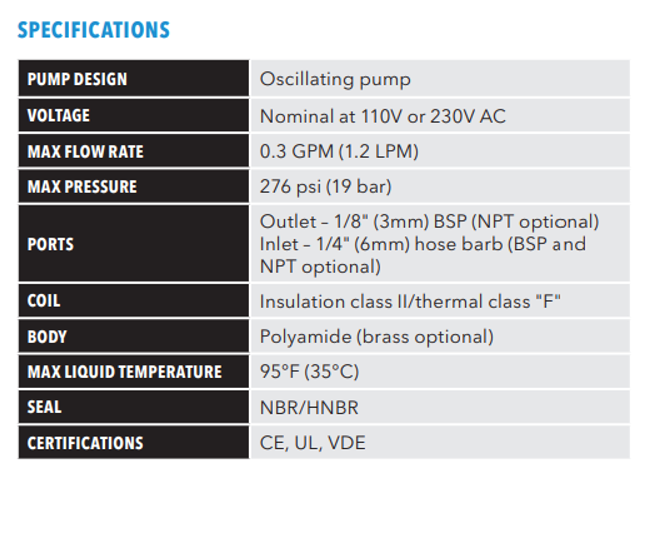 SPECIFICATIONS
PUMP DESIGN Oscillating pump
VOLTAGE Nominal at 110V or 230V AC
MAX FLOW RATE 0.3 GPM (1.2 LPM)
MAX PRESSURE 276 psi (19 bar)
PORTS Outlet – 1/8" (3mm) BSP (NPT optional)
Inlet – 1/4" (6mm) hose barb (BSP and
NPT optional)
COIL Insulation class II/thermal class "F"
BODY Polyamide (brass optional)
MAX LIQUID TEMPERATURE 95°F (35°C)
SEAL NBR/HNBR
CERTIFICATIONS CE, UL, VDE